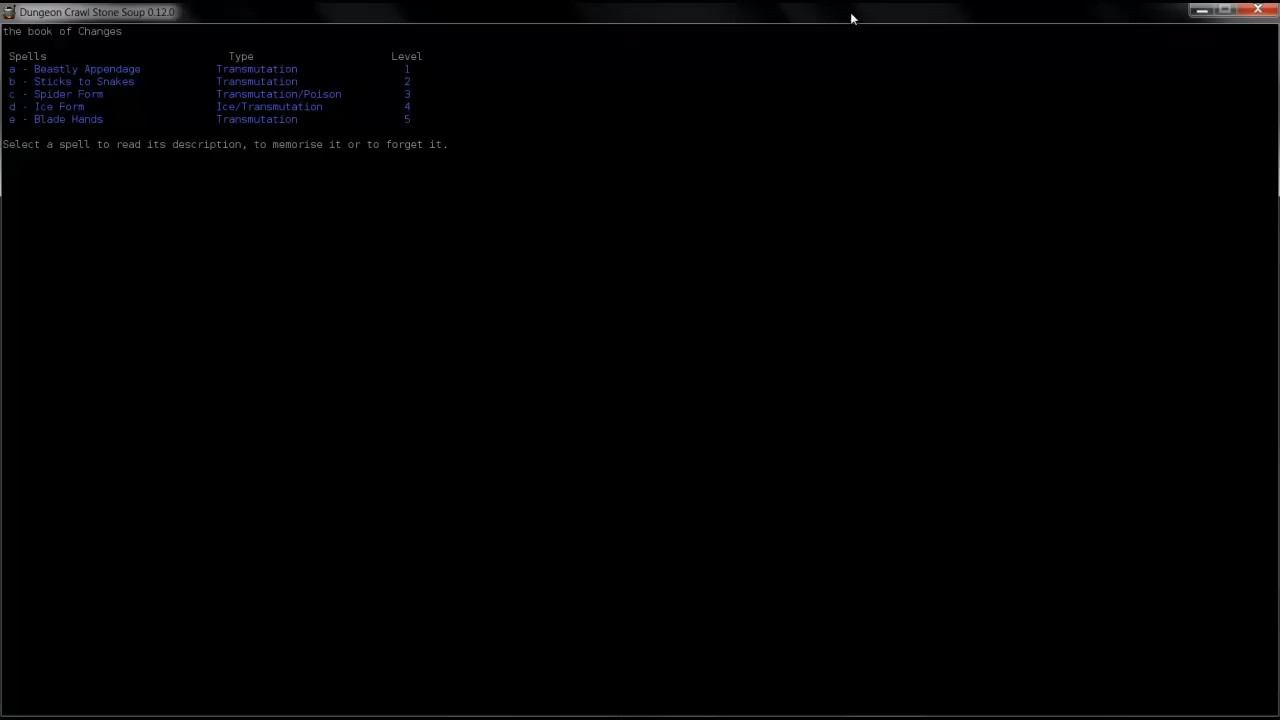 Dungeon Crawl Stone Soup 0.12.0
the book of Changes
Spells Type Level
a - Beastly Appendage Transmutation 1
b - Sticks to Snakes Transmutation 2
c - Spider Form Transmutation/Poison 3
d - Ice Form Ice/Transmutation 4
e - Blade Hands Transmutation 5
Select a spell to read its description, to memorise it or to forget it.